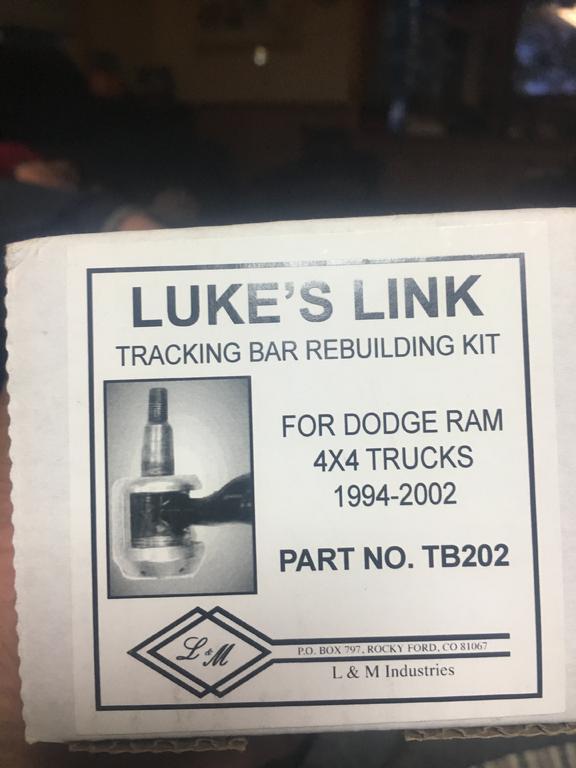 LUKE'S LINK
TRACKING BAR REBUILDING KIT
FOR DODGE RAM
4X4 TRUCKS
1994-2002
PART NO. TB202
L & M
P.O. BOX 797, ROCKY FORD, CO 81067
L & M Industries